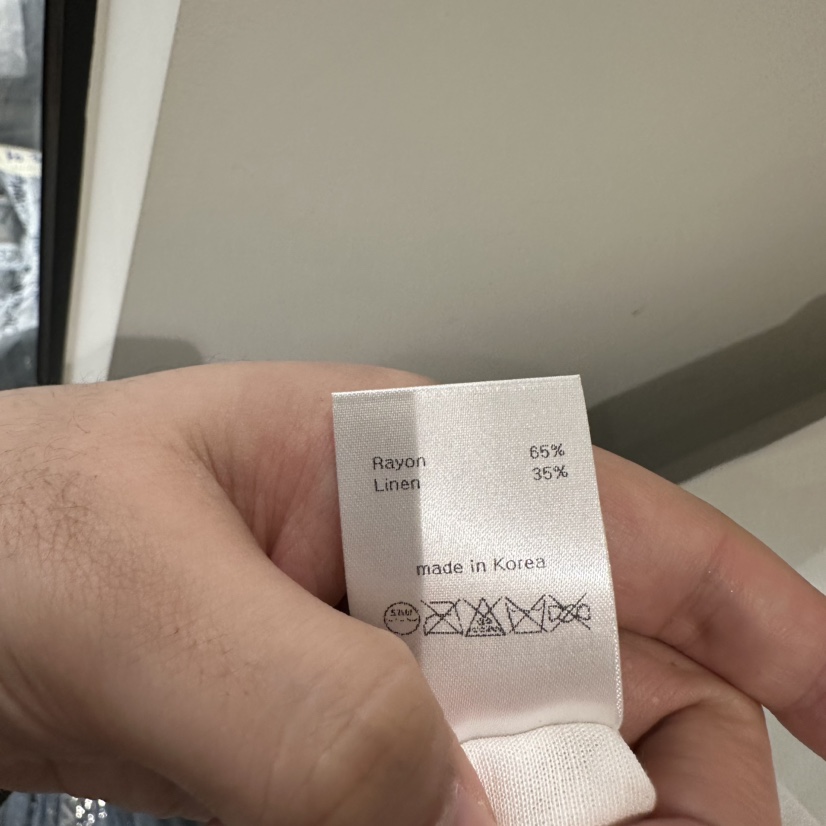 Rayon 65%
Linen 35%
made in Korea